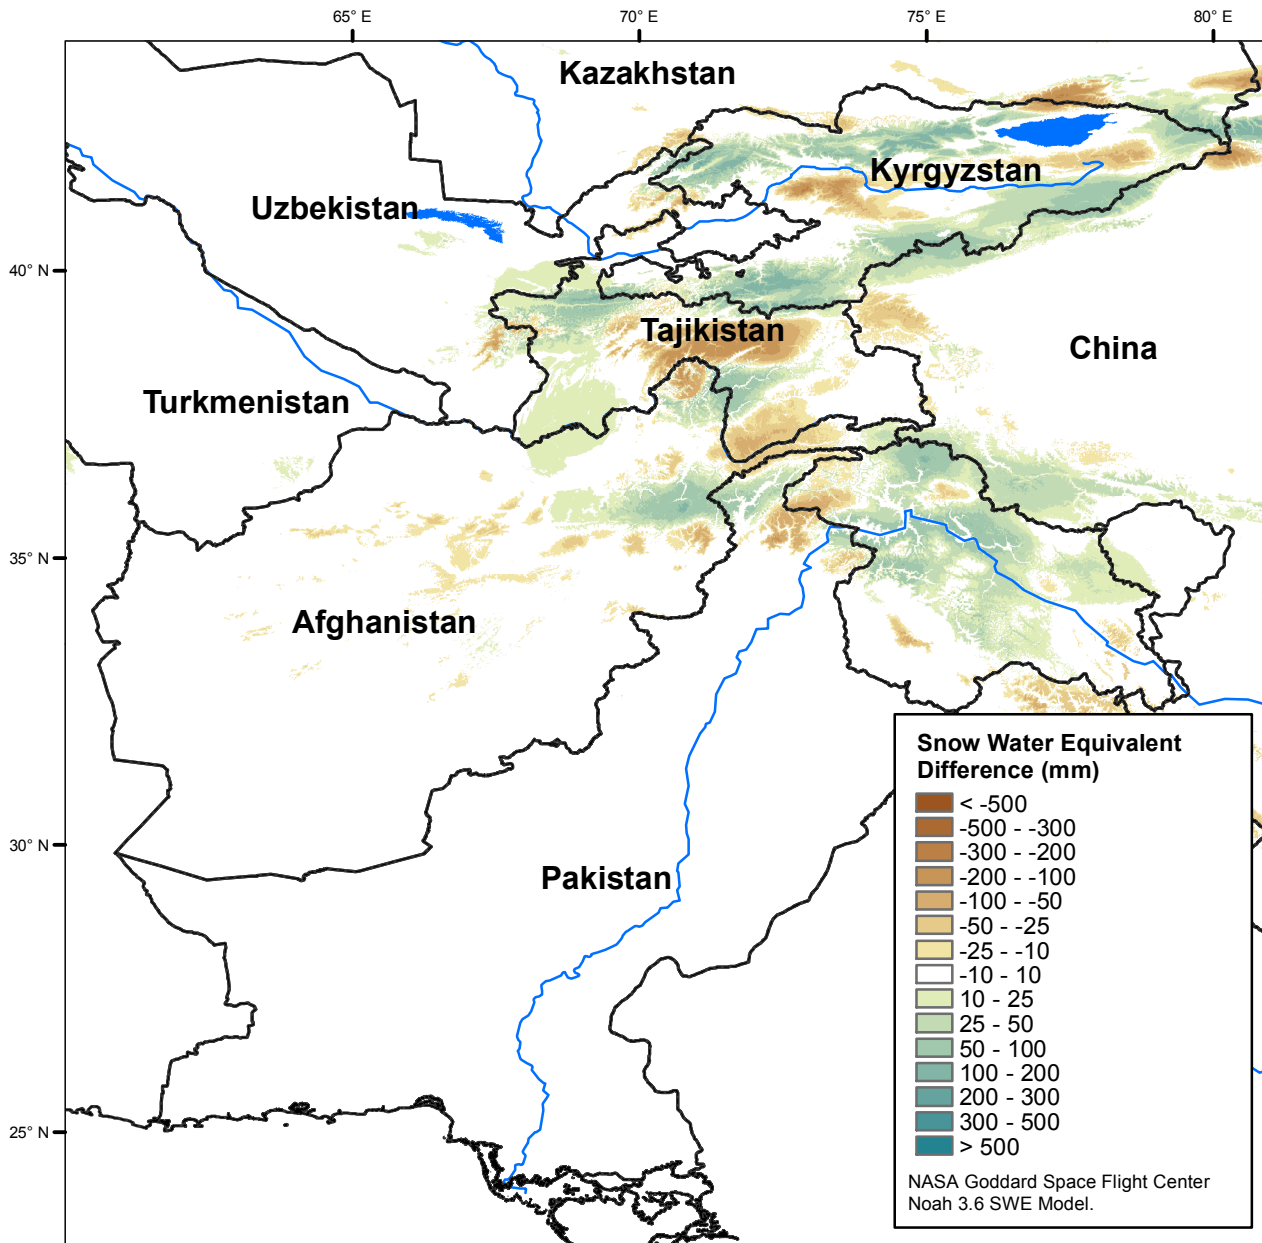 65° E
70° E
75° E
80° E
Kazakhstan
Kyrgyzstan
Uzbekistan
40° N
Tajikistan
China
Turkmenistan
35° N
Afghanistan
30° N
Pakistan
25° N
Snow Water Equivalent
Difference (mm)
< -500
-500 - -300
-300 - -200
-200 - -100
-100 - -50
-50 - -25
-25 - -10
-10 - 10
10 - 25
25 - 50
50 - 100
100 - 200
200 - 300
300 - 500
> 500
NASA Goddard Space Flight Center
Noah 3.6 SWE Model.